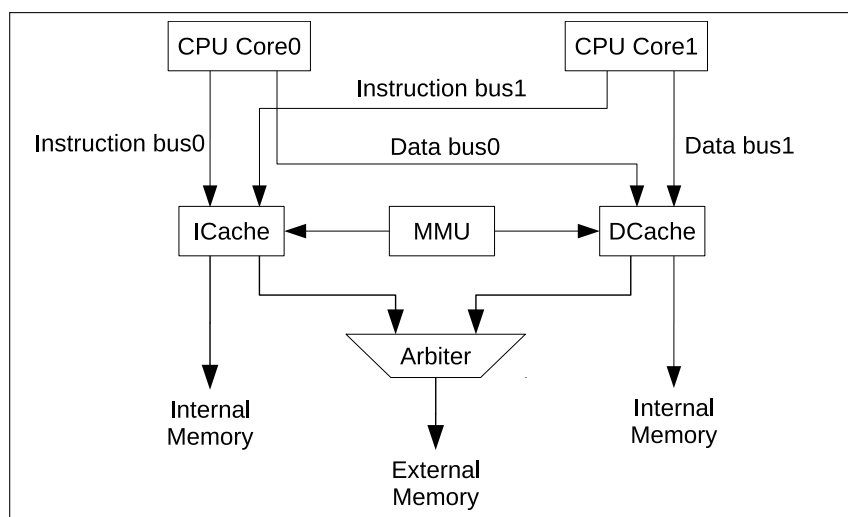 CPU Core0
CPU Core1
Instruction bus1
Instruction bus0
Data bus0
Data bus1
ICache
MMU
DCache
Arbiter
Internal
Memory
Internal
Memory
External
Memory